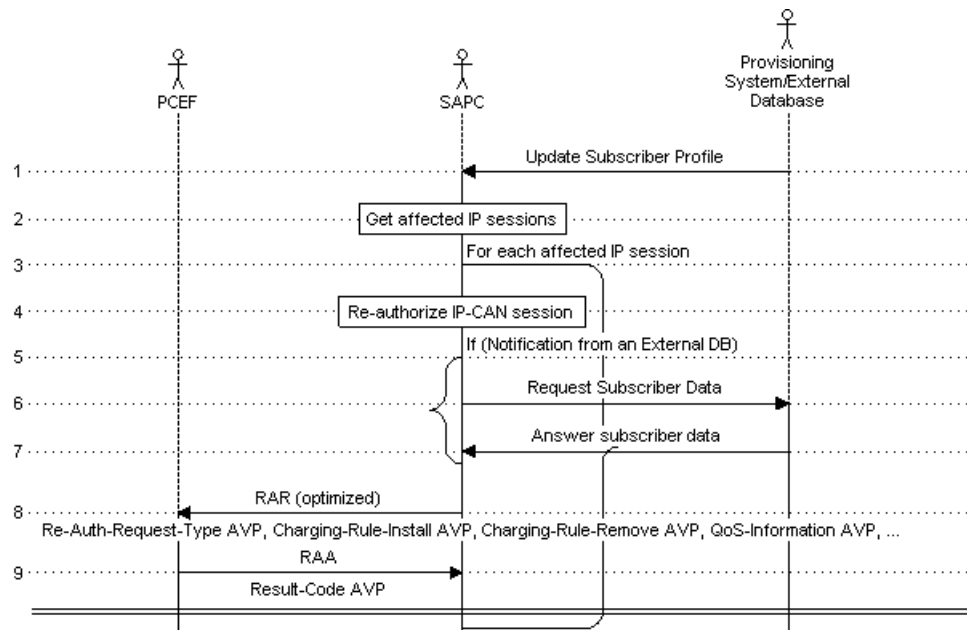 Provisioning
System/External
Database
PCEF
SAPC
1
Update Subscriber Profile
2
Get affected IP sessions
3
For each affected IP session
4
Re-authorize IP-CAN session
5
If (Notification from an External DB)
6
Request Subscriber Data
7
Answer subscriber data
8
RAR (optimized)
Re-Auth-Request-Type AVP, Charging-Rule-Install AVP, Charging-Rule-Remove AVP, QoS-Information AVP, ...
9
RAA
Result-Code AVP